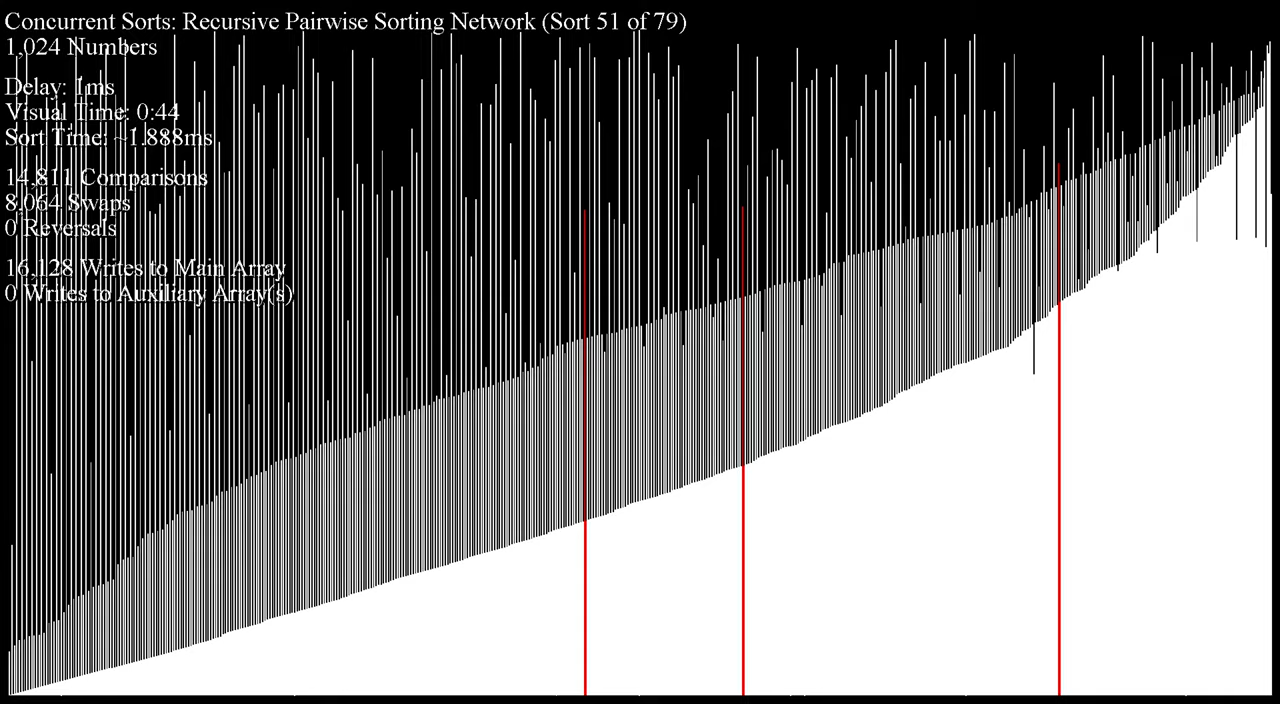 Concurrent Sorts: Recursive Pairwise Sorting Network (Sort 51 of 79)
1,024 Numbers
Delay: 1ms
Visual Time: 0:44
Sort Time: ~1.888ms
14,811 Comparisons
8,064 Swaps
0 Reversals
16,128 Writes to Main Array
0 Writes to Auxiliary Array(s)